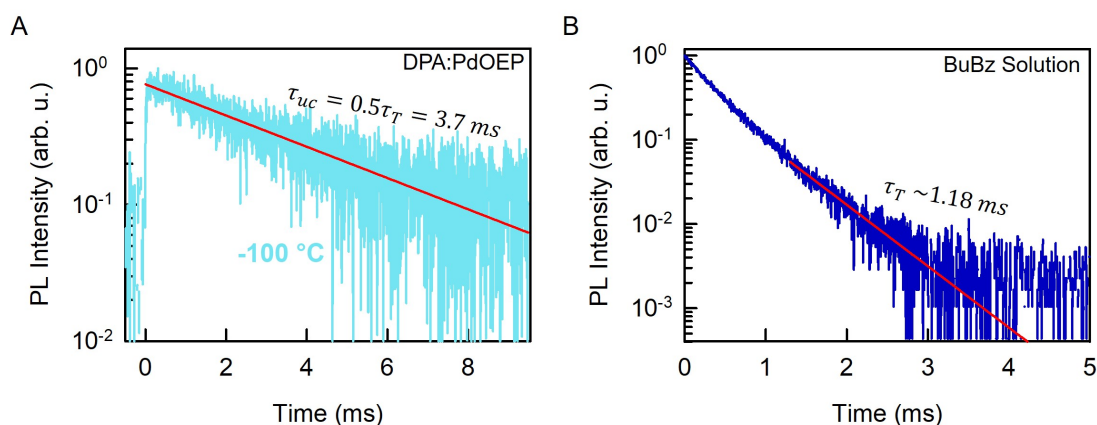 A
PL Intensity (arb. u.)
10⁰
10⁻¹
10⁻²
DPA:PdOEP
τ_uc = 0.5τ_T = 3.7 ms
-100 °C
0 2 4 6 8
Time (ms)
B
PL Intensity (arb. u.)
10⁰
10⁻¹
10⁻²
10⁻³
BuBz Solution
τ_T ~1.18 ms
0 1 2 3 4 5
Time (ms)